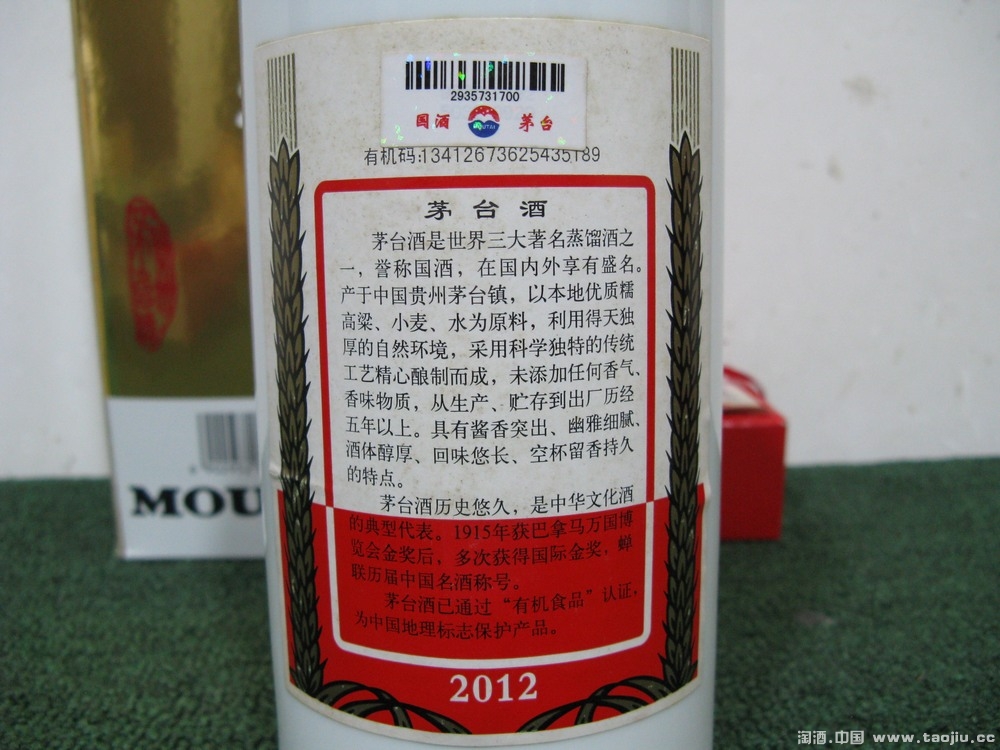 2935731700
国酒 MOUTAI 茅台
有机码:13412673625435189
茅台酒
茅台酒是世界三大著名蒸馏酒之
一，誉称国酒，在国内外享有盛名。
产于中国贵州茅台镇，以本地优质糯
高粱、小麦、水为原料，利用得天独
厚的自然环境，采用科学独特的传统
工艺精心酿制而成，未添加任何香气、
香味物质，从生产、贮存到出厂历经
五年以上。具有酱香突出、幽雅细腻、
酒体醇厚、回味悠长、空杯留香持久
的特点。
茅台酒历史悠久，是中华文化酒
的典型代表。1915年获巴拿马万国博
览会金奖后，多次获得国际金奖，蝉
联历届中国名酒称号。
茅台酒已通过“有机食品”认证，
为中国地理标志保护产品。
2012
MOU
淘酒.中国 www.taojiu.cc